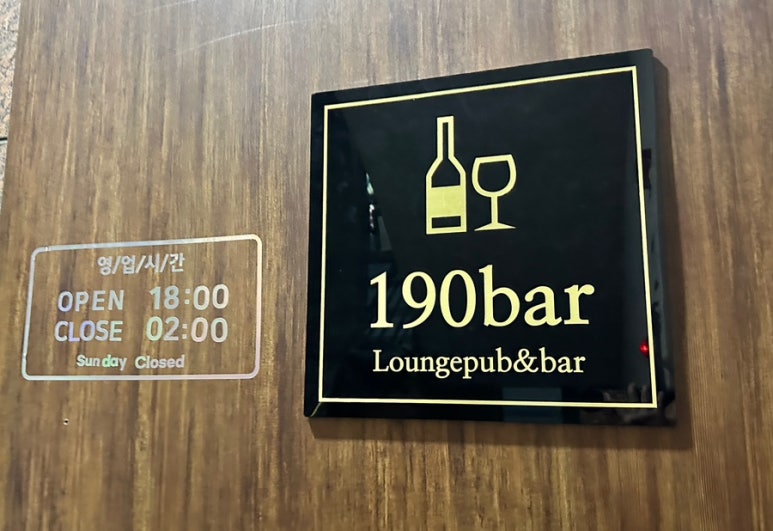 영/업/시/간
OPEN 18:00
CLOSE 02:00
Sunday Closed
190bar
Loungepub&bar